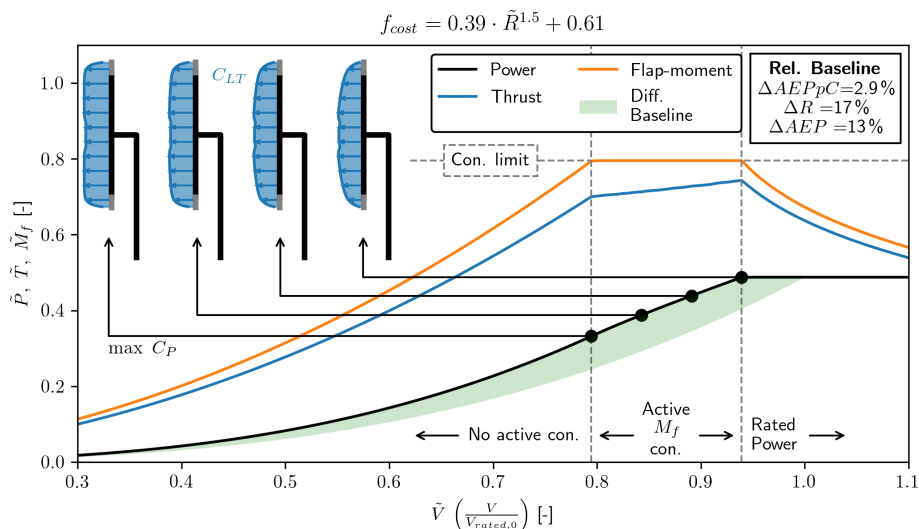 f_cost = 0.39 · R̃^1.5 + 0.61
C_LT
Power
Thrust
Flap-moment
Diff.
Baseline
Rel. Baseline
ΔAEPpC=2.9%
ΔR =17%
ΔAEP =13%
Con. limit
max C_P
No active con.
Active
M_f
con.
Rated
Power
P̃, T̃, M̃_f [-]
1.0
0.8
0.6
0.4
0.2
0.0
0.3 0.4 0.5 0.6 0.7 0.8 0.9 1.0 1.1
Ṽ (V/V_rated,0) [-]